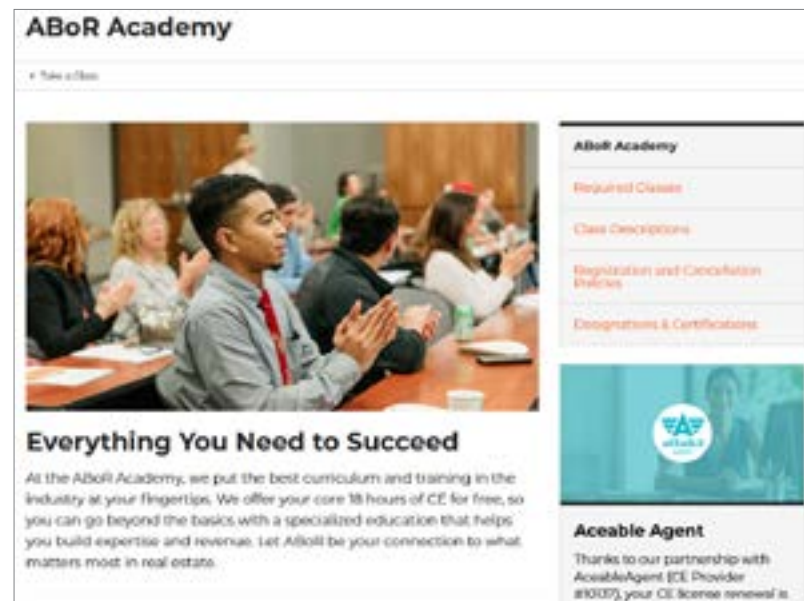 ABoR Academy
Take a Class
Everything You Need to Succeed
At the ABoR Academy, we put the best curriculum and training in the
industry at your fingertips. We offer your core 18 hours of CE for free, so
you can go beyond the basics with a specialized education that helps
you build expertise and revenue. Let ABoR be your connection to what
matters most in real estate.
ABoR Academy
Required Classes
Class Descriptions
Registration and Cancellation
Policies
Designations & Certifications
Aceable Agent
Thanks to our partnership with
AceableAgent (CE Provider
your CE license renewal is